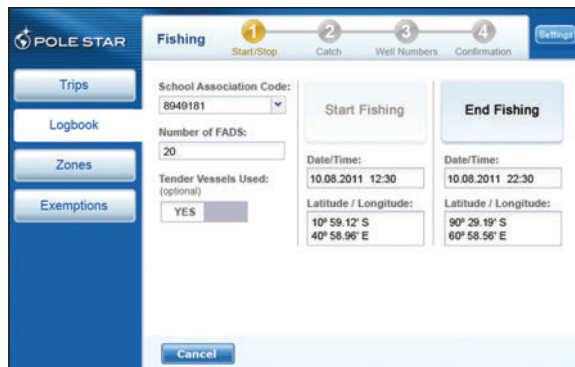 POLE STAR
Fishing
1
2
3
4
Start/Stop
Catch
Well Numbers
Confirmation
Settings
Trips
Logbook
Zones
Exemptions
School Association Code:
8949181
Number of FADS:
20
Tender Vessels Used:
(optional)
YES
Start Fishing
Date/Time:
10.08.2011 12:30
Latitude / Longitude:
10º 59.12' S
40º 58.96' E
End Fishing
Date/Time:
10.08.2011 22:30
Latitude / Longitude:
90º 29.19' S
60º 58.56' E
Cancel